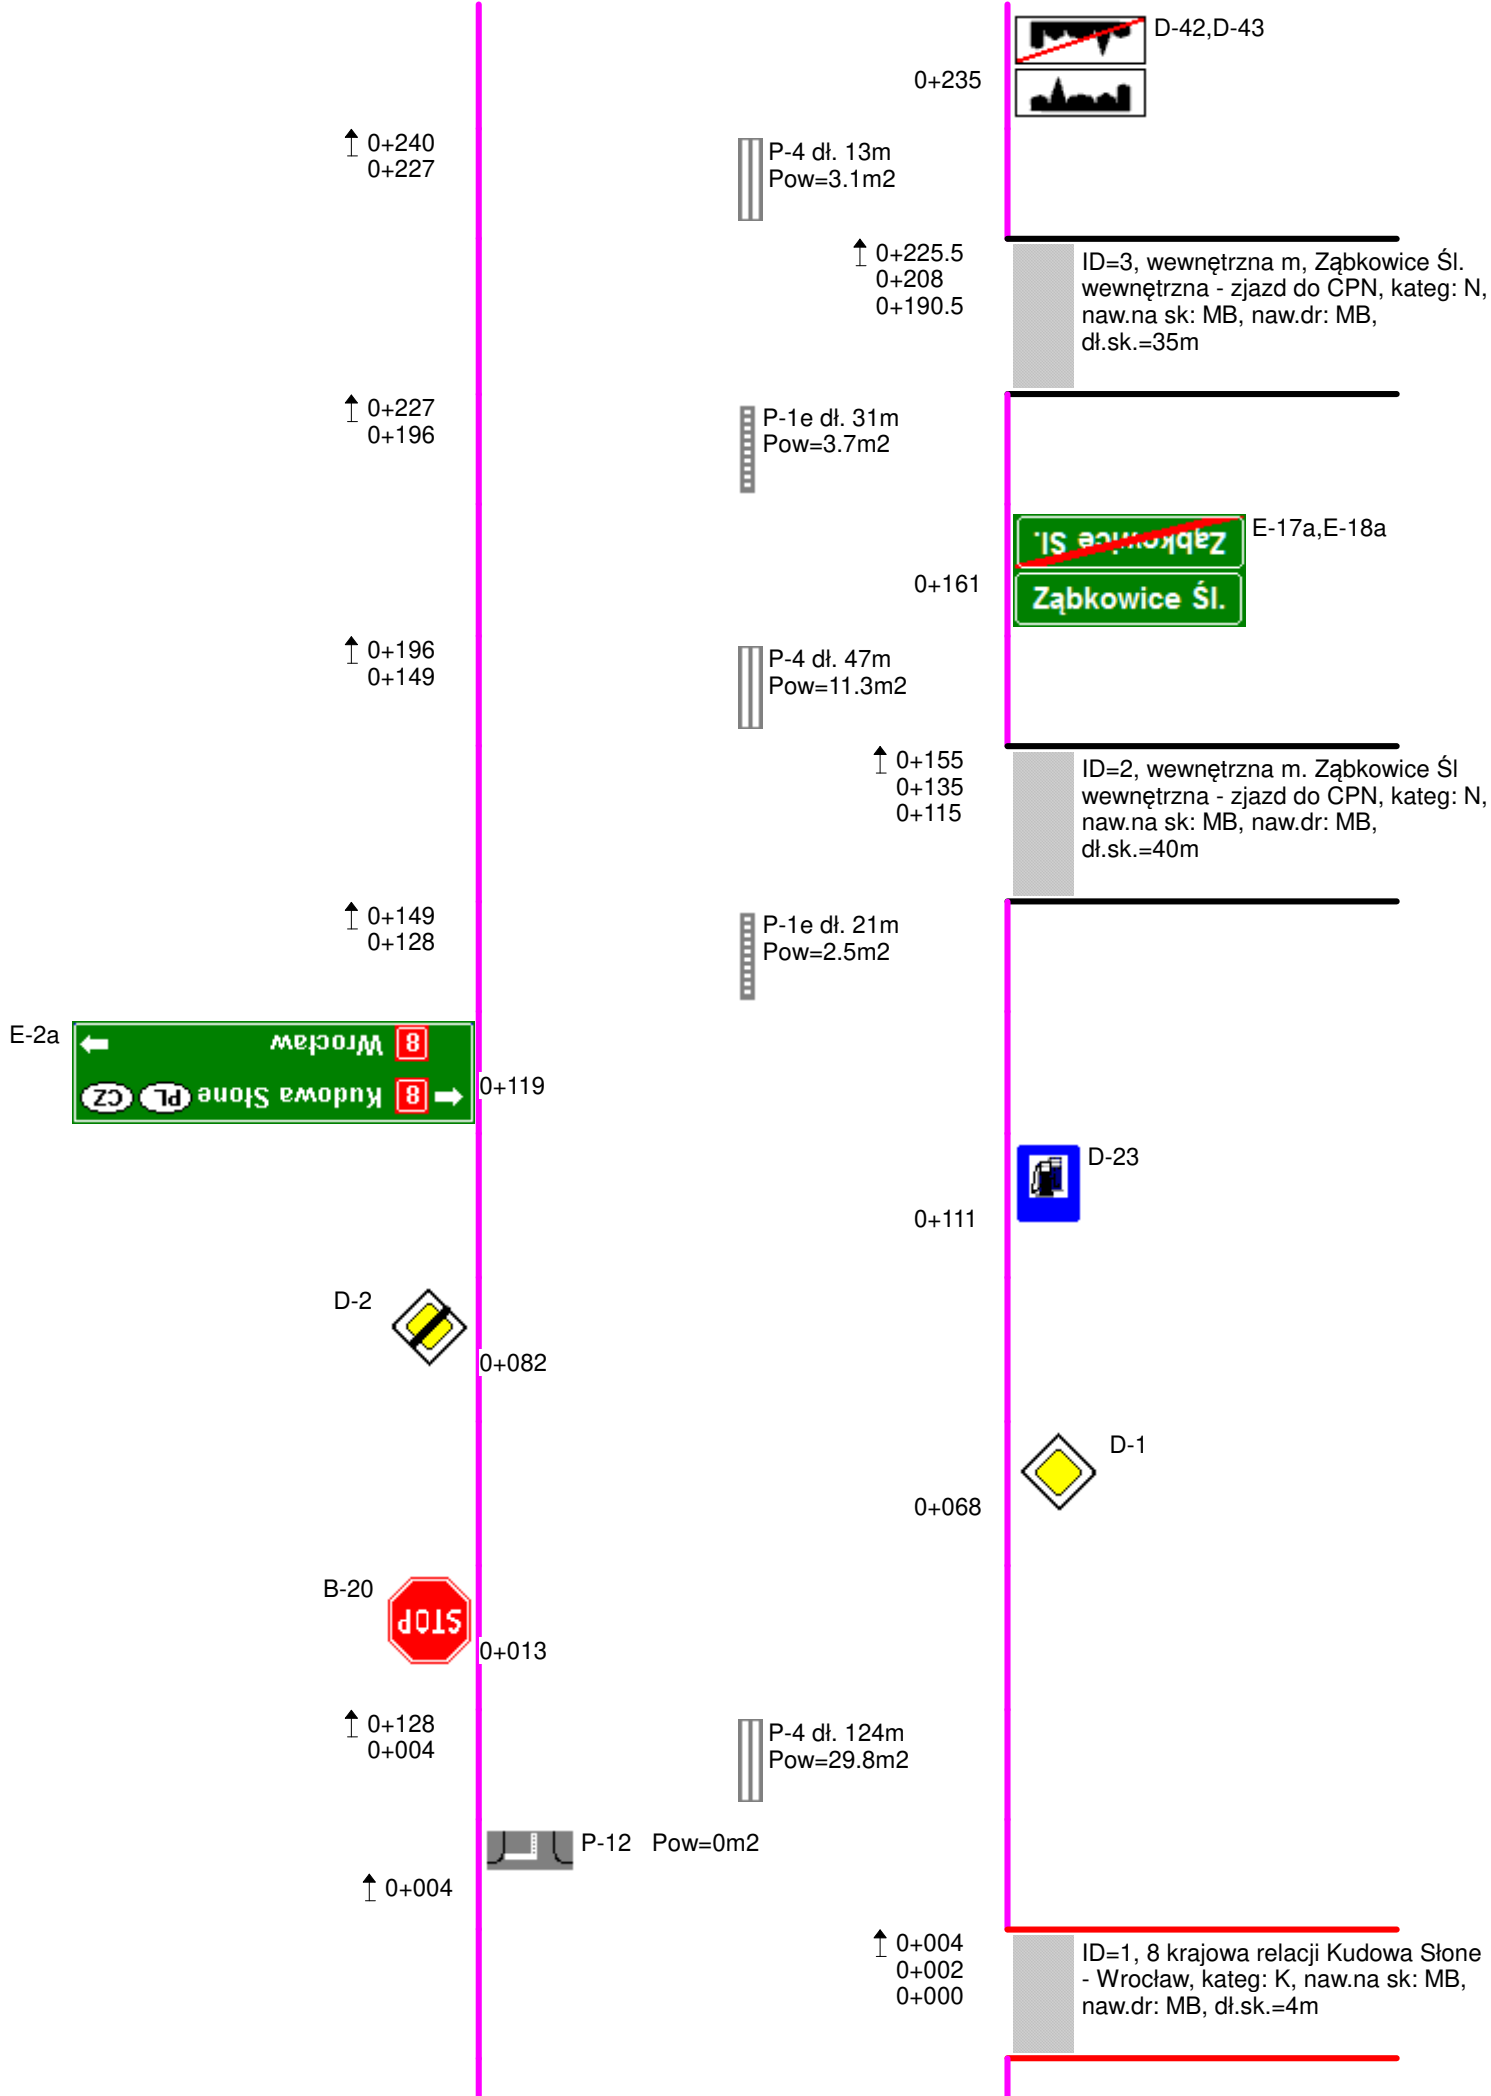 D-42,D-43
0+235
0+240
0+227
P-4 dł. 13m
Pow=3.1m2
0+225.5
0+208
0+190.5
ID=3, wewnętrzna m, Ząbkowice Śl.
wewnętrzna - zjazd do CPN, kateg: N,
naw.na sk: MB, naw.dr: MB,
dł.sk.=35m
0+227
0+196
P-1e dł. 31m
Pow=3.7m2
Ząbkowice Śl.
E-17a,E-18a
0+161
Ząbkowice Śl.
0+196
0+149
P-4 dł. 47m
Pow=11.3m2
0+155
0+135
0+115
ID=2, wewnętrzna m. Ząbkowice Śl
wewnętrzna - zjazd do CPN, kateg: N,
naw.na sk: MB, naw.dr: MB,
dł.sk.=40m
0+149
0+128
P-1e dł. 21m
Pow=2.5m2
E-2a
8 Wrocław
8 Kudowa Słone PL CZ
0+119
D-23
0+111
D-2
0+082
D-1
0+068
B-20
STOP
0+013
0+128
0+004
P-4 dł. 124m
Pow=29.8m2
P-12 Pow=0m2
0+004
0+004
0+002
0+000
ID=1, 8 krajowa relacji Kudowa Słone
- Wrocław, kateg: K, naw.na sk: MB,
naw.dr: MB, dł.sk.=4m